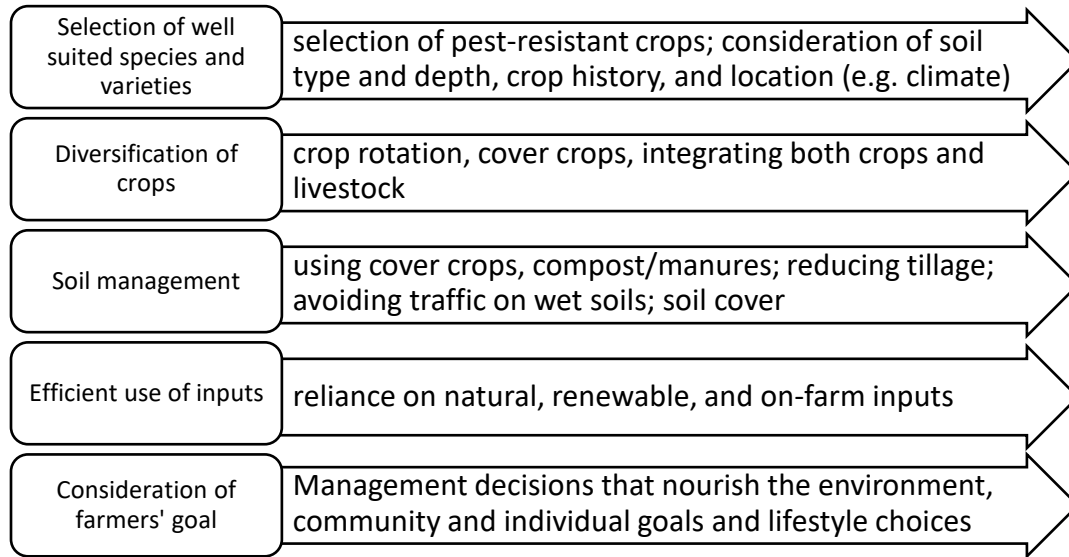 Selection of well
suited species and
varieties
selection of pest-resistant crops; consideration of soil
type and depth, crop history, and location (e.g. climate)
Diversification of
crops
crop rotation, cover crops, integrating both crops and
livestock
Soil management
using cover crops, compost/manures; reducing tillage;
avoiding traffic on wet soils; soil cover
Efficient use of inputs
reliance on natural, renewable, and on-farm inputs
Consideration of
farmers' goal
Management decisions that nourish the environment,
community and individual goals and lifestyle choices